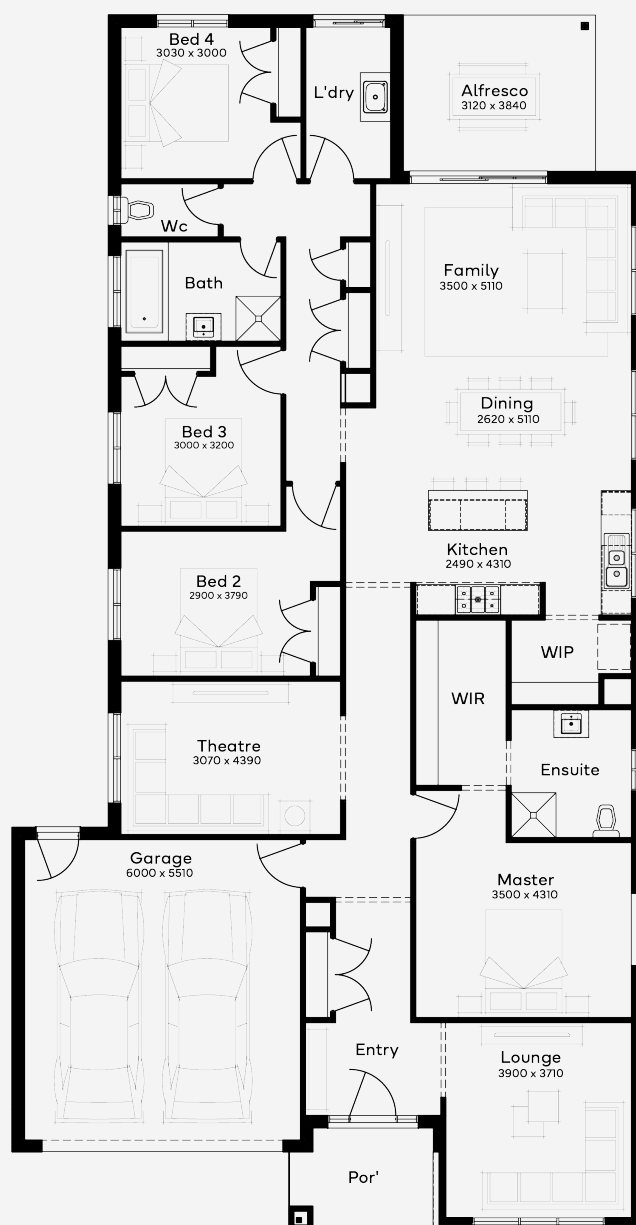 Bed 4
3030 x 3000
L'dry
Alfresco
3120 x 3840
Wc
Bath
Family
3500 x 5110
Bed 3
3000 x 3200
Dining
2620 x 5110
Kitchen
2490 x 4310
Bed 2
2900 x 3790
WIP
WIR
Theatre
3070 x 4390
Ensuite
Garage
6000 x 5510
Master
3500 x 4310
Entry
Lounge
3900 x 3710
Por'